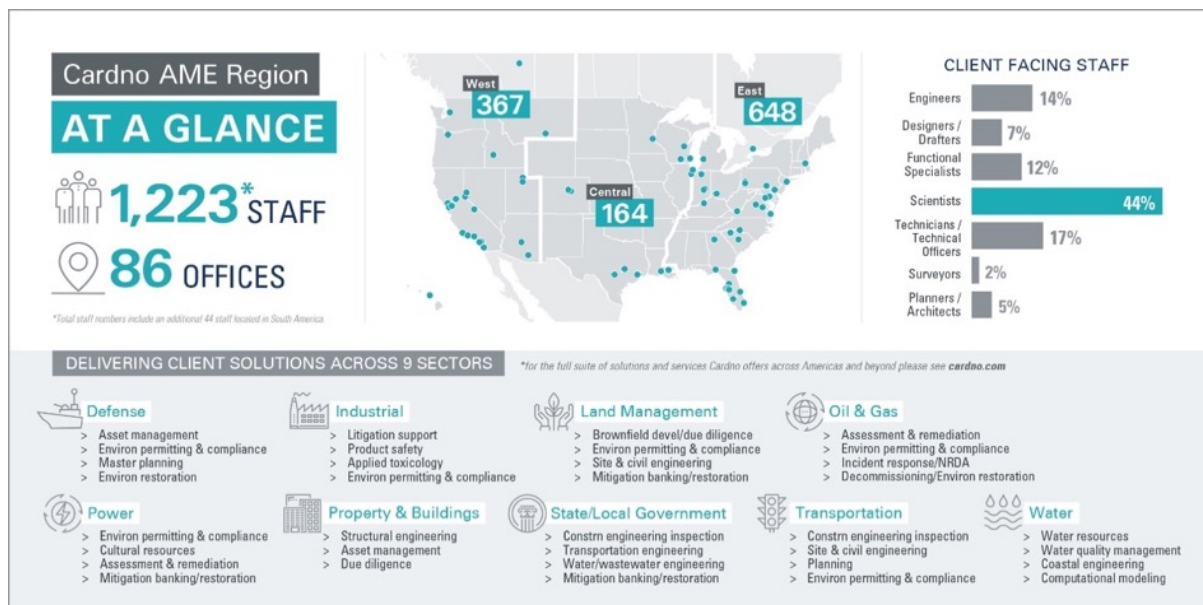 Cardno AME Region
AT A GLANCE
1,223* STAFF
86 OFFICES
*Total staff numbers include an additional 44 staff located in South America.
West
367
East
648
Central
164
CLIENT FACING STAFF
Engineers 14%
Designers /
Drafters 7%
Functional
Specialists 12%
Scientists 44%
Technicians /
Technical
Officers 17%
Surveyors 2%
Planners /
Architects 5%
DELIVERING CLIENT SOLUTIONS ACROSS 9 SECTORS
*for the full suite of solutions and services Cardno offers across Americas and beyond please see cardno.com
Defense
> Asset management
> Environ permitting & compliance
> Master planning
> Environ restoration
Industrial
> Litigation support
> Product safety
> Applied toxicology
> Environ permitting & compliance
Land Management
> Brownfield devel/due diligence
> Environ permitting & compliance
> Site & civil engineering
> Mitigation banking/restoration
Oil & Gas
> Assessment & remediation
> Environ permitting & compliance
> Incident response/NRDA
> Decommissioning/Environ restoration
Power
> Environ permitting & compliance
> Cultural resources
> Assessment & remediation
> Mitigation banking/restoration
Property & Buildings
> Structural engineering
> Asset management
> Due diligence
State/Local Government
> Constrn engineering inspection
> Transportation engineering
> Water/wastewater engineering
> Mitigation banking/restoration
Transportation
> Constrn engineering inspection
> Site & civil engineering
> Planning
> Environ permitting & compliance
Water
> Water resources
> Water quality management
> Coastal engineering
> Computational modeling